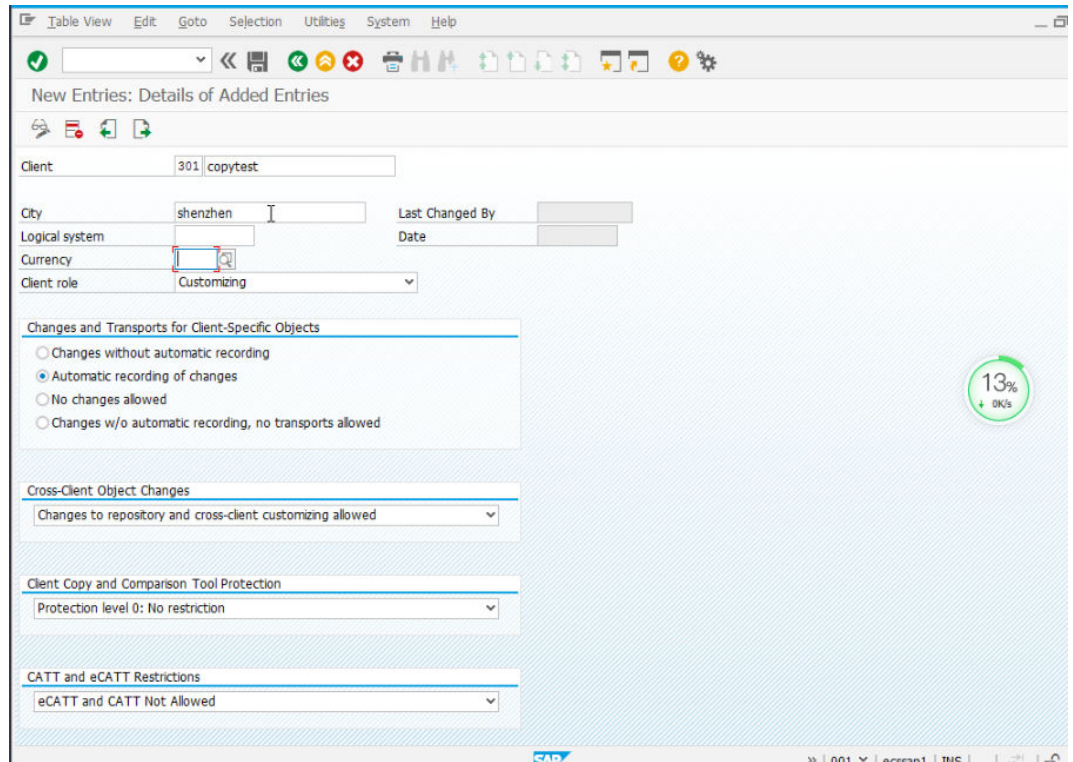 Table View Edit Goto Selection Utilities System Help
New Entries: Details of Added Entries
Client 301 copytest
City shenzhen Last Changed By
Logical system Date
Currency
Client role Customizing
Changes and Transports for Client-Specific Objects
Changes without automatic recording
Automatic recording of changes
No changes allowed
Changes w/o automatic recording, no transports allowed
13%
0K/s
Cross-Client Object Changes
Changes to repository and cross-client customizing allowed
Client Copy and Comparison Tool Protection
Protection level 0: No restriction
CATT and eCATT Restrictions
eCATT and CATT Not Allowed
SAP 001 ecssap1 INS